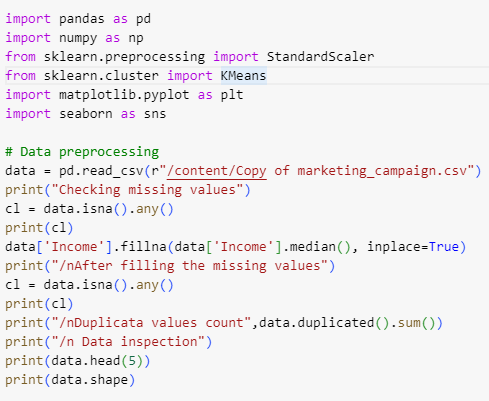 import pandas as pd
import numpy as np
from sklearn.preprocessing import StandardScaler
from sklearn.cluster import KMeans
import matplotlib.pyplot as plt
import seaborn as sns

# Data preprocessing
data = pd.read_csv(r"/content/Copy of marketing_campaign.csv")
print("Checking missing values")
cl = data.isna().any()
print(cl)
data['Income'].fillna(data['Income'].median(), inplace=True)
print("/nAfter filling the missing values")
cl = data.isna().any()
print(cl)
print("/nDuplicata values count",data.duplicated().sum())
print("/n Data inspection")
print(data.head(5))
print(data.shape)